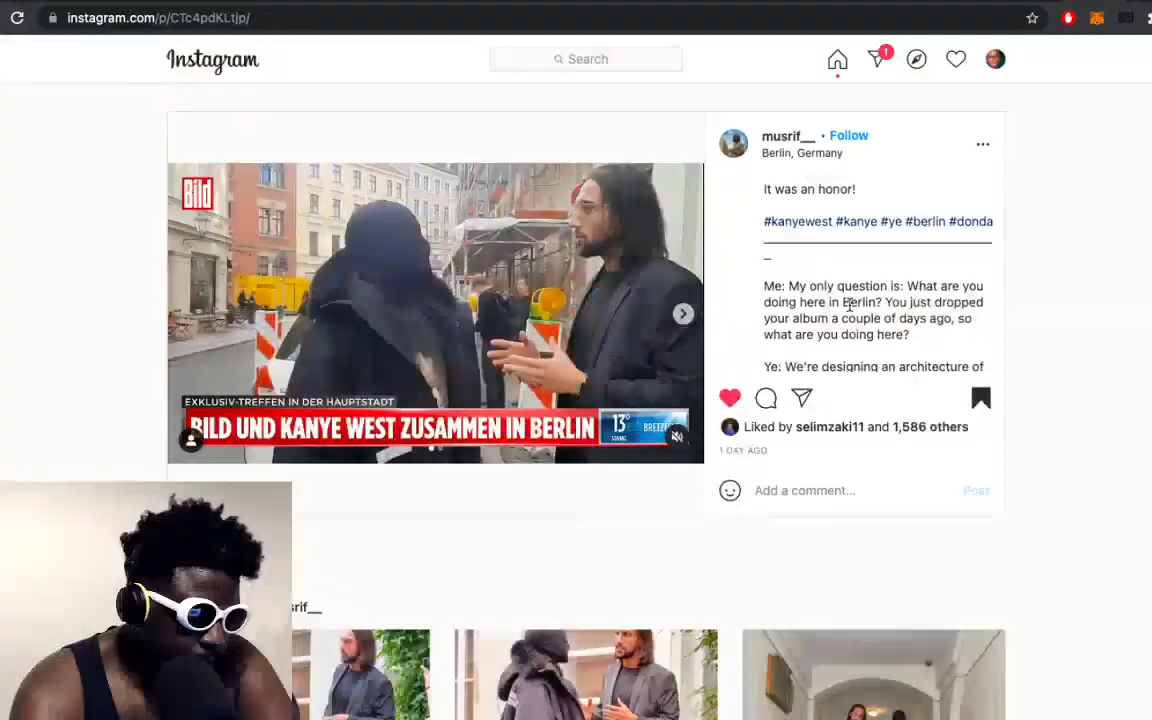 instagram.com/p/CTc4pdKLtjp/
Instagram
Search
1
musrif__ • Follow
Berlin, Germany
It was an honor!
#kanyewest #kanye #ye #berlin #donda
_
Me: My only question is: What are you
doing here in Berlin? You just dropped
your album a couple of days ago, so
what are you doing here?
Ye: We're designing an architecture of
Bild
EXKLUSIV-TREFFEN IN DER HAUPTSTADT
BILD UND KANYE WEST ZUSAMMEN IN BERLIN
13°
Liked by selimzaki11 and 1,586 others
1 DAY AGO
Add a comment...
Post
srif__